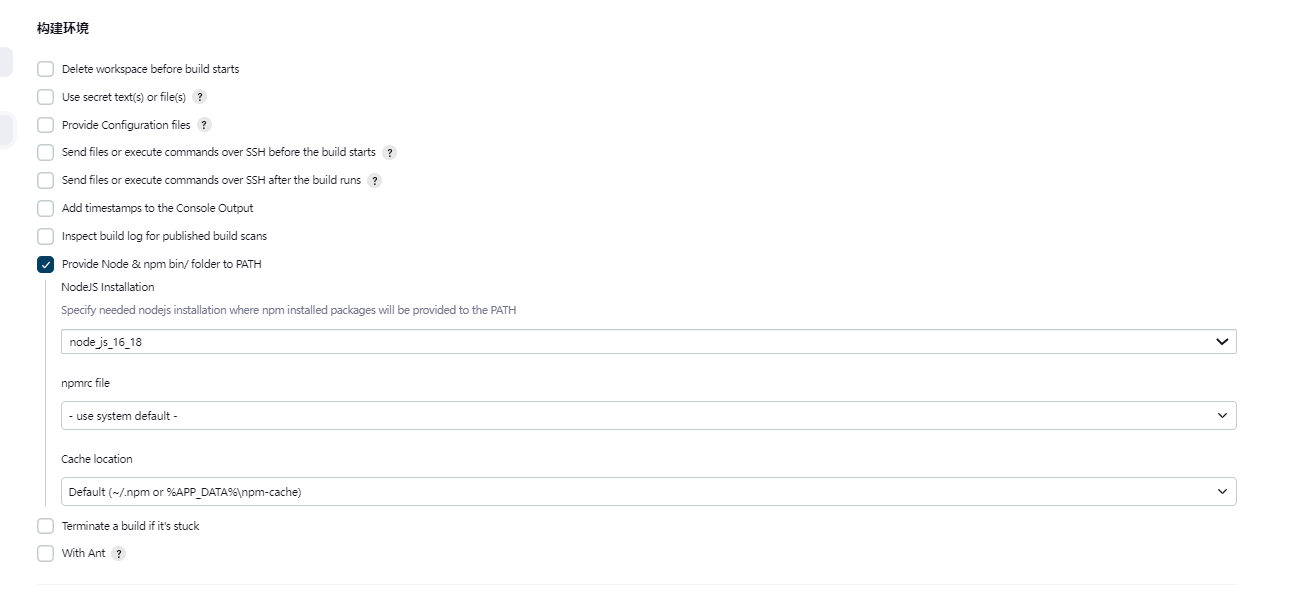 构建环境
Delete workspace before build starts
Use secret text(s) or file(s) ?
Provide Configuration files ?
Send files or execute commands over SSH before the build starts ?
Send files or execute commands over SSH after the build runs ?
Add timestamps to the Console Output
Inspect build log for published build scans
Provide Node & npm bin/ folder to PATH
NodeJS Installation
Specify needed nodejs installation where npm installed packages will be provided to the PATH
node_js_16_18
npmrc file
- use system default -
Cache location
Default (~/.npm or %APP_DATA%\npm-cache)
Terminate a build if it's stuck
With Ant ?